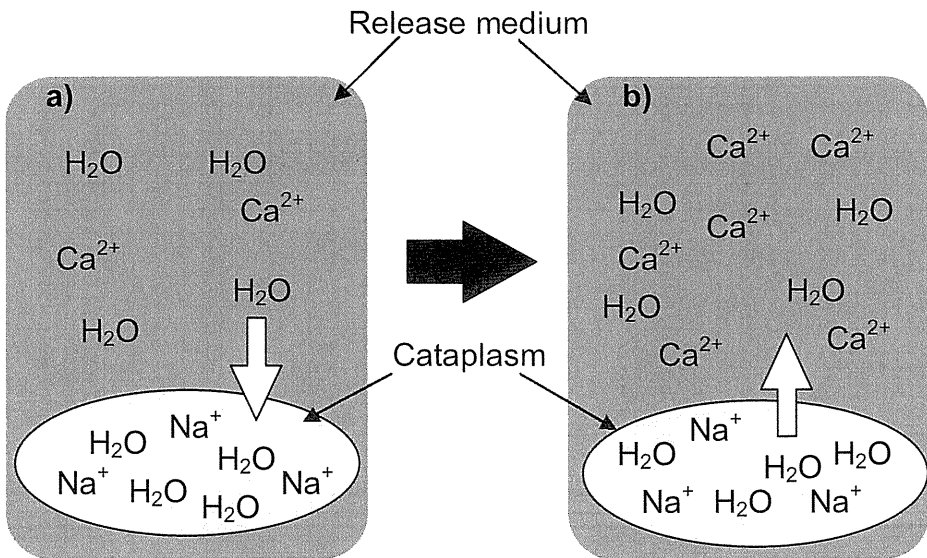 Release medium
a)
H₂O H₂O
Ca²⁺
Ca²⁺
H₂O
H₂O
Na⁺
H₂O H₂O
Na⁺ H₂O H₂O Na⁺
Cataplasm
b)
Ca²⁺ Ca²⁺
H₂O Ca²⁺ H₂O
Ca²⁺
H₂O H₂O
Ca²⁺ Ca²⁺
Na⁺
H₂O H₂O H₂O
Na⁺ H₂O Na⁺